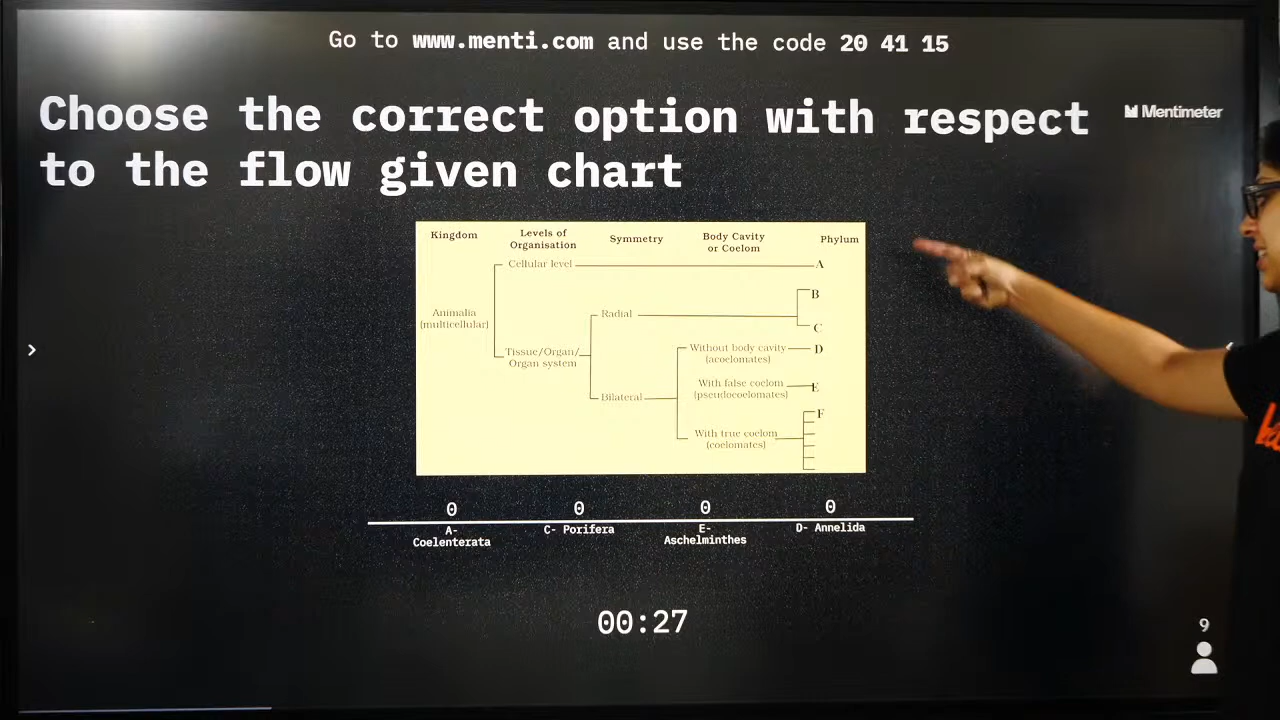 Go to www.menti.com and use the code 20 41 15
Choose the correct option with respect
to the flow given chart
Mentimeter
Kingdom
Levels of
Organisation
Symmetry
Body Cavity
or Coelom
Phylum
Cellular level
A
B
Animalia
(multicellular)
Radial
C
Tissue/Organ/
Organ system
Without body cavity
(acoelomates)
D
With false coelom
(pseudocoelomates)
E
Bilateral
F
With true coelom
(coelomates)
0
0
0
0
A-
Coelenterata
C- Porifera
E-
Aschelminthes
D- Annelida
00:27
9